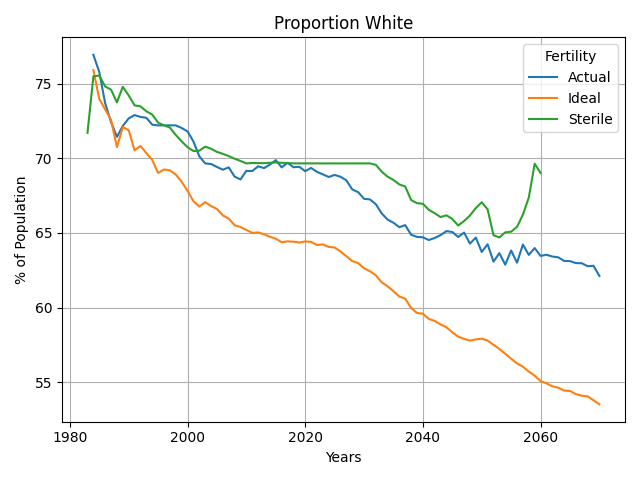 Proportion White
Fertility
Actual
Ideal
Sterile
75
70
65
60
55
% of Population
1980
2000
2020
2040
2060
Years